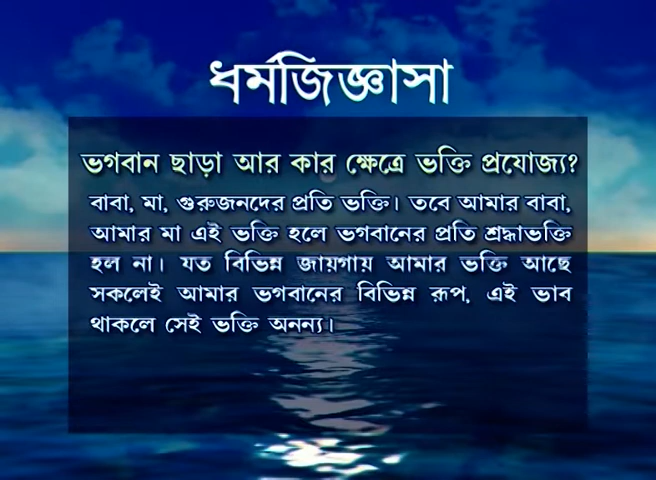 ধর্মজিজ্ঞাসা
ভগবান ছাড়া আর কার ক্ষেত্রে ভক্তি প্রযোজ্য?
বাবা, মা, গুরুজনদের প্রতি ভক্তি। তবে আমার বাবা,
আমার মা এই ভক্তি হলে ভগবানের প্রতি শ্রদ্ধাভক্তি
হল না। যত বিভিন্ন জায়গায় আমার ভক্তি আছে
সকলেই আমার ভগবানের বিভিন্ন রূপ, এই ভাব
থাকলে সেই ভক্তি অনন্য।